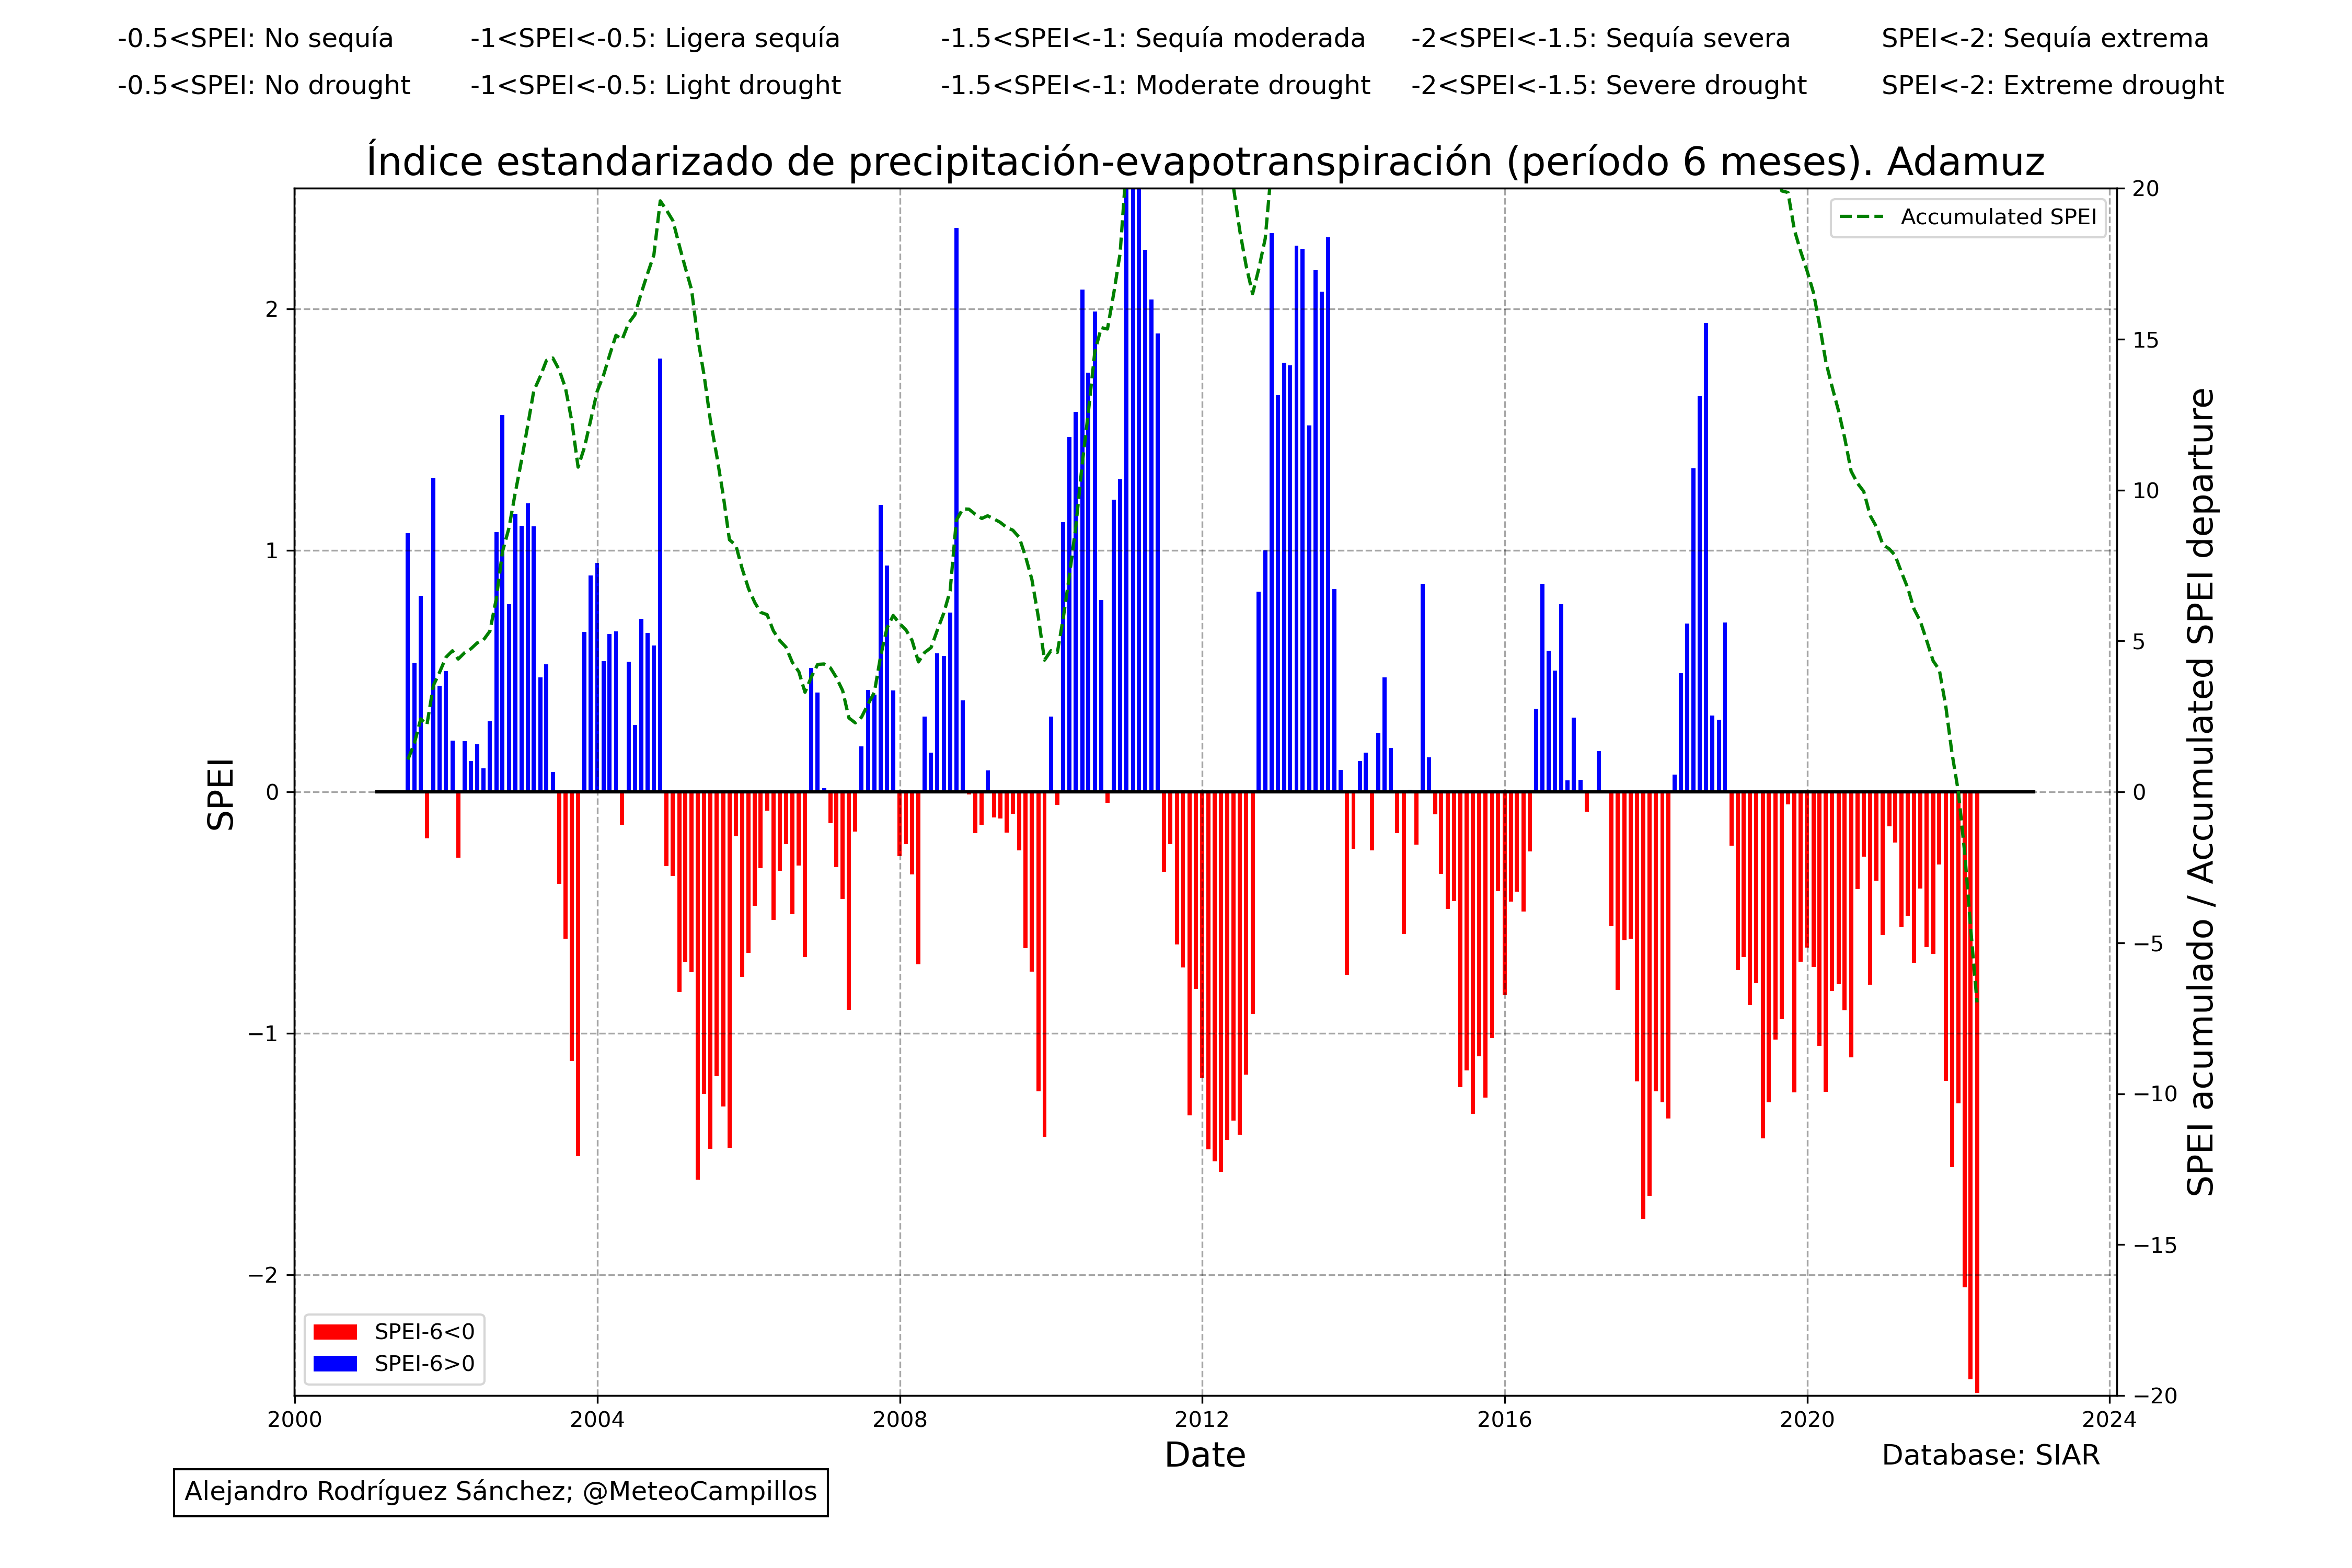 -0.5<SPEI: No sequía -1<SPEI<-0.5: Ligera sequía -1.5<SPEI<-1: Sequía moderada -2<SPEI<-1.5: Sequía severa SPEI<-2: Sequía extrema
-0.5<SPEI: No drought -1<SPEI<-0.5: Light drought -1.5<SPEI<-1: Moderate drought -2<SPEI<-1.5: Severe drought SPEI<-2: Extreme drought
Índice estandarizado de precipitación-evapotranspiración (período 6 meses). Adamuz
Accumulated SPEI
2
1
0
−1
−2
SPEI
20
15
10
5
0
−5
−10
−15
−20
SPEI acumulado / Accumulated SPEI departure
SPEI-6<0
SPEI-6>0
2000 2004 2008 2012 2016 2020 2024
Date
Database: SIAR
Alejandro Rodríguez Sánchez; @MeteoCampillos